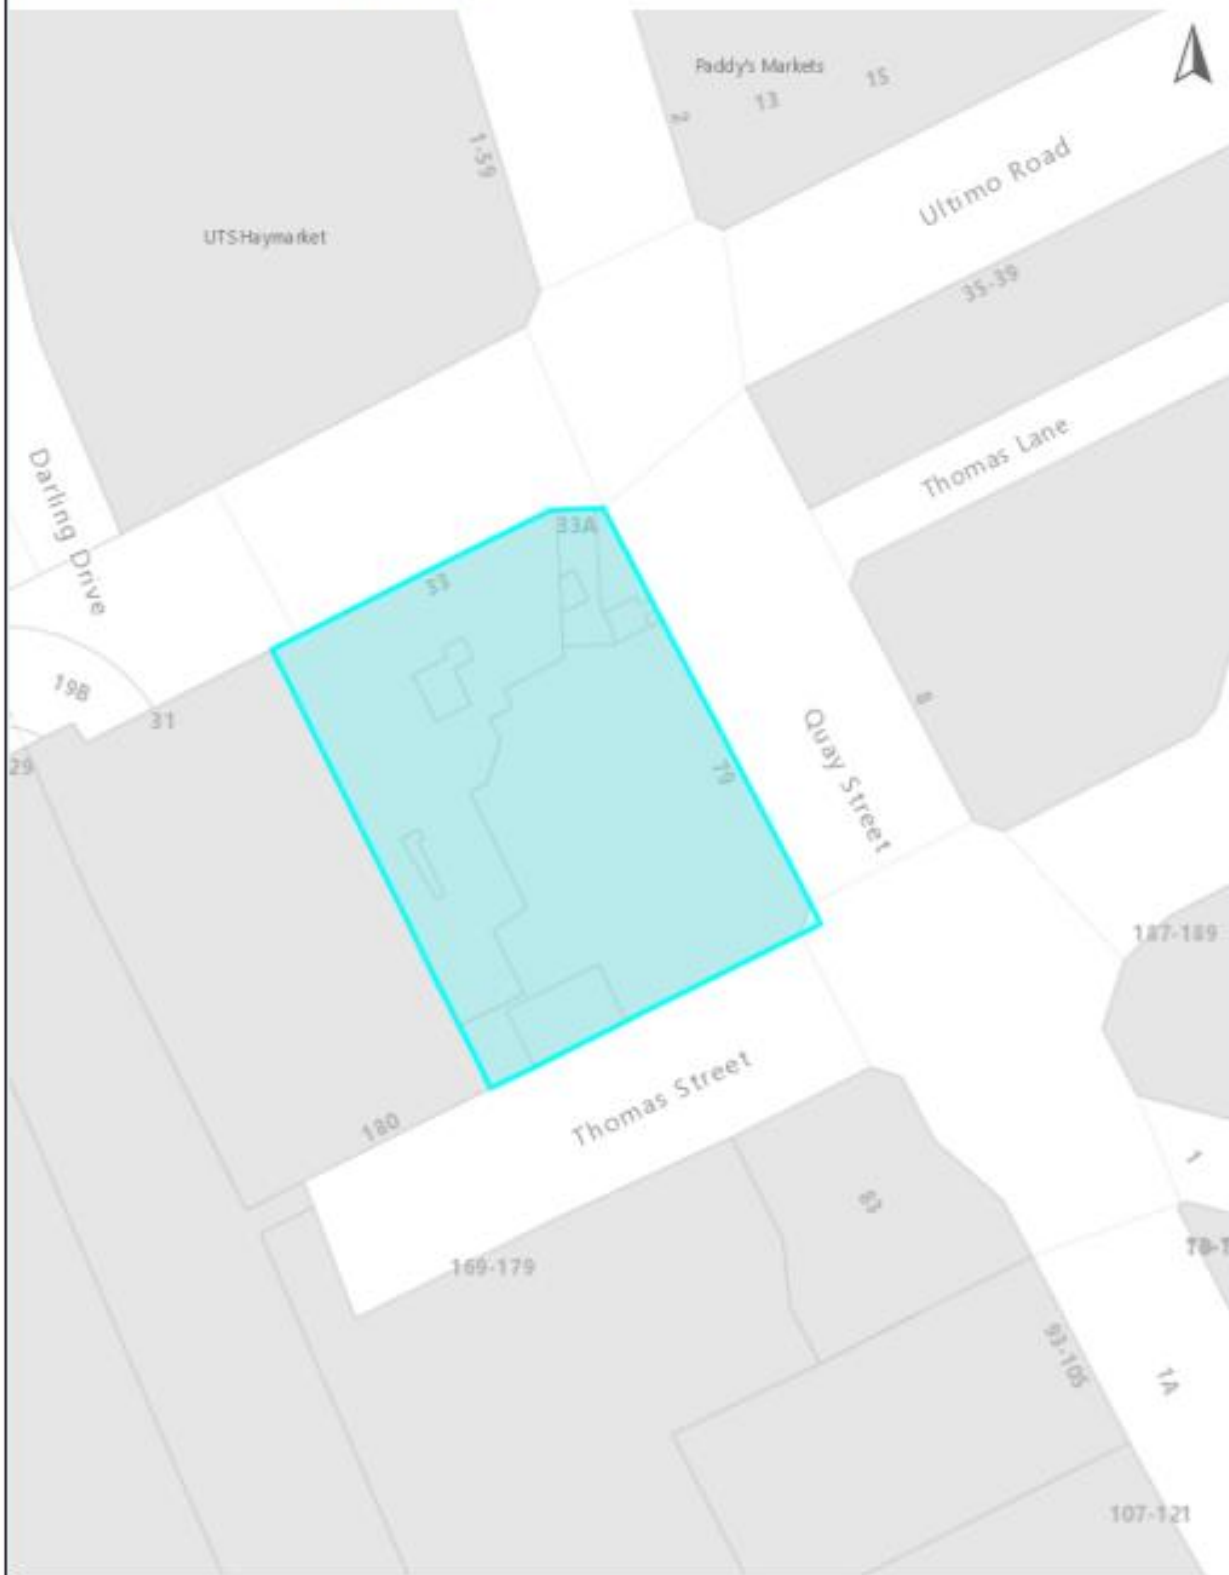 Paddy's Markets
15
13
2
1-59
Ultimo Road
UTS Haymarket
35-39
Thomas Lane
Darling Drive
33A
33
19B
31
8
Quay Street
29
79
187-189
Thomas Street
180
1
83
169-179
93-105
1A
107-121